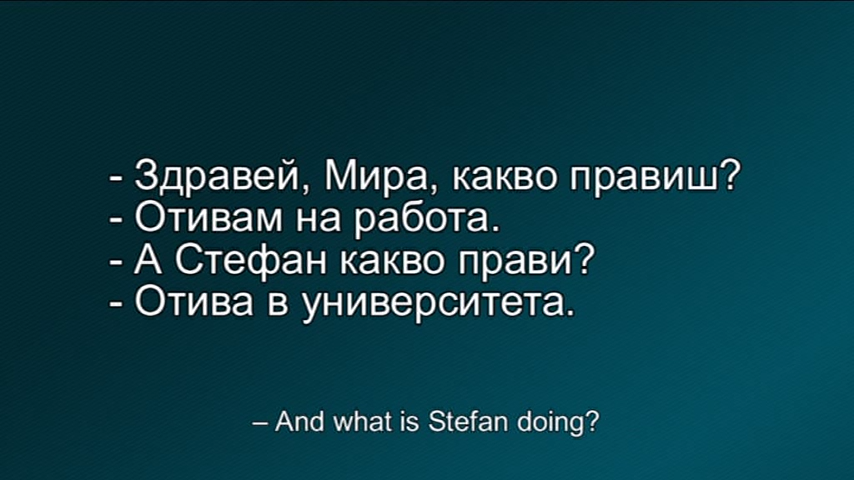 - Здравей, Мира, какво правиш?
- Отивам на работа.
- А Стефан какво прави?
- Отива в университета.
– And what is Stefan doing?